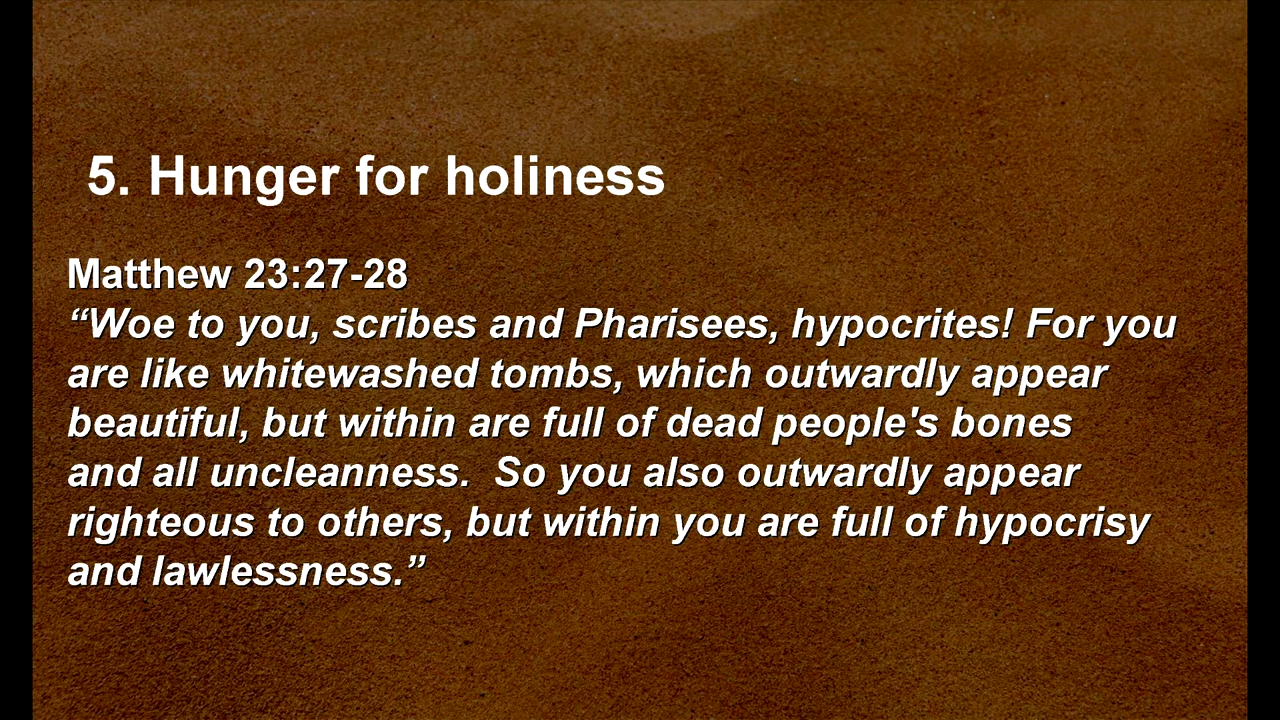 5. Hunger for holiness
Matthew 23:27-28
“Woe to you, scribes and Pharisees, hypocrites! For you
are like whitewashed tombs, which outwardly appear
beautiful, but within are full of dead people's bones
and all uncleanness.  So you also outwardly appear
righteous to others, but within you are full of hypocrisy
and lawlessness.”